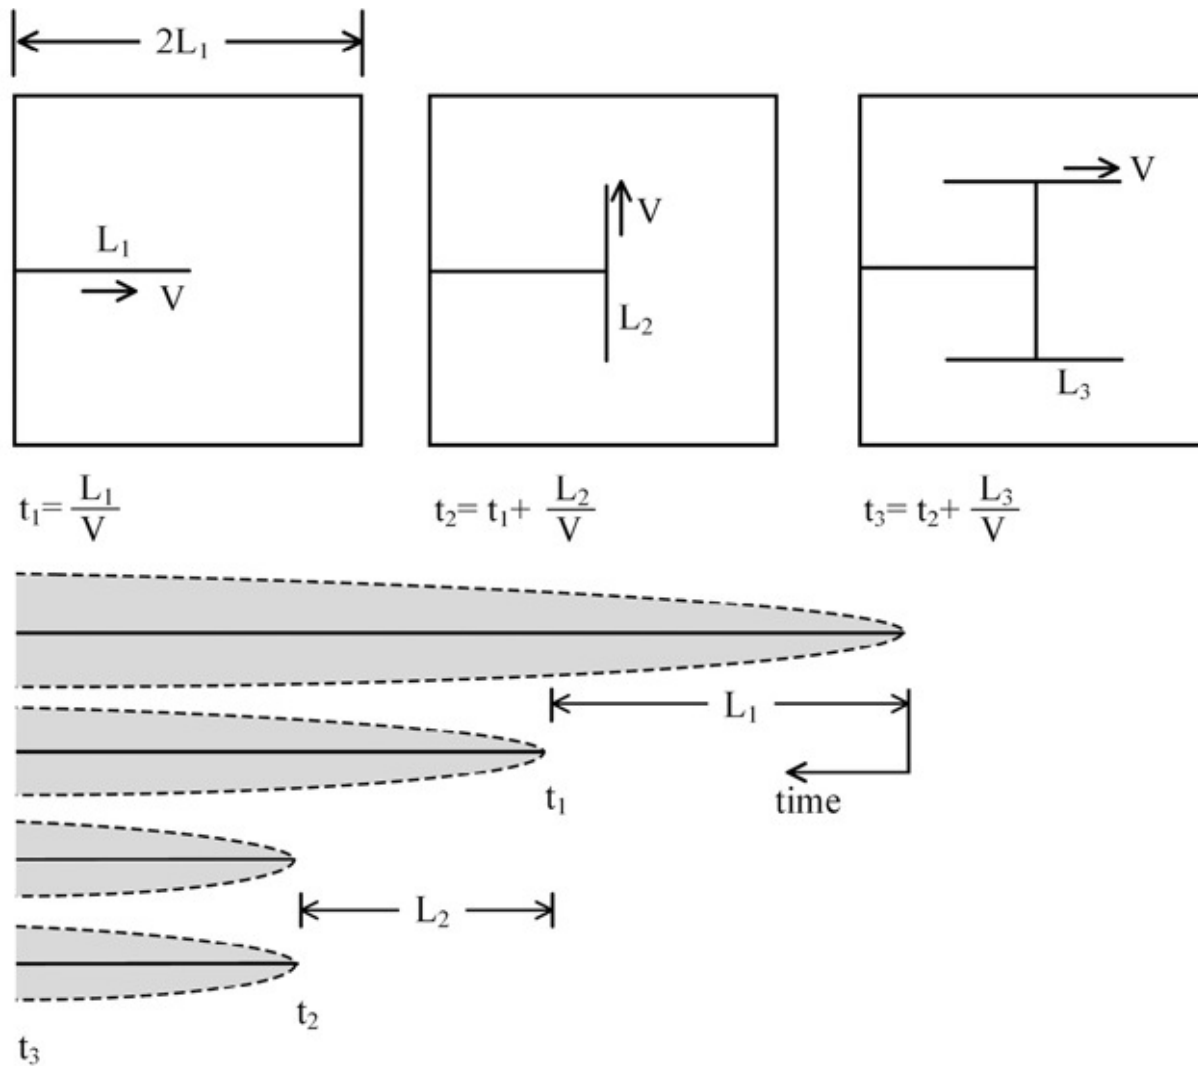 2L₁
L₁
V
V
L₂
V
L₃
t₁= L₁/V
t₂= t₁+ L₂/V
t₃= t₂+ L₃/V
L₁
t₁
time
L₂
t₂
t₃